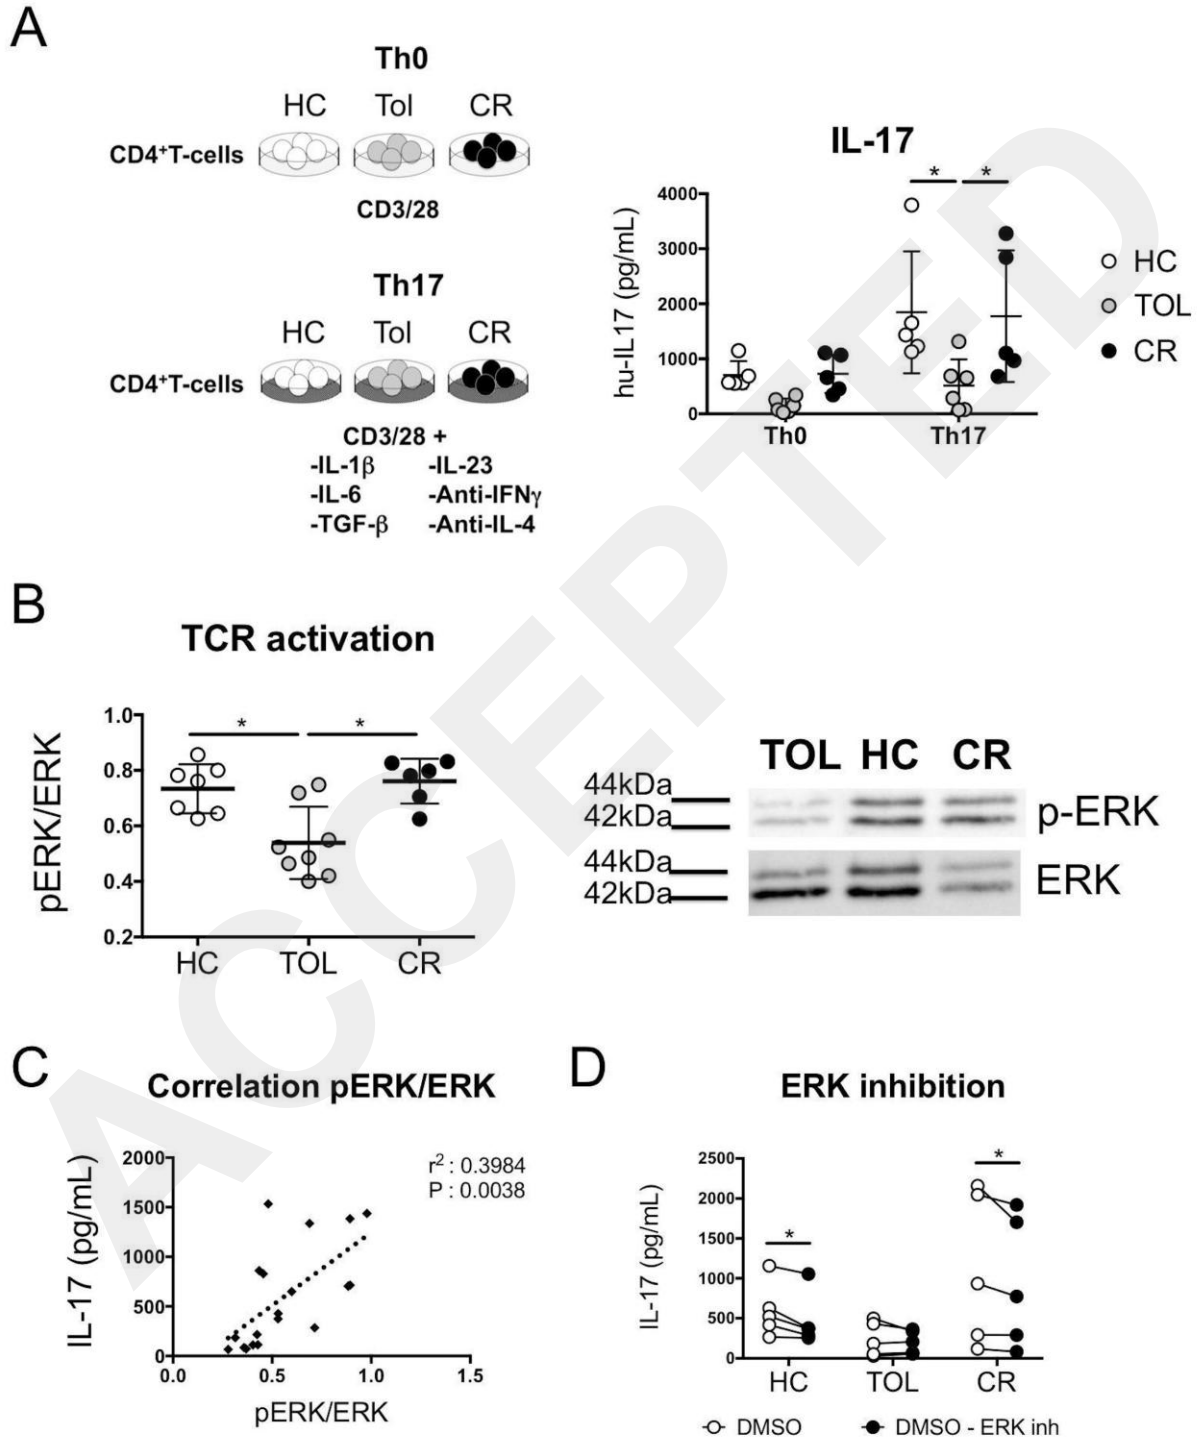 A
Th0
HC Tol CR
CD4+T-cells
CD3/28
Th17
HC Tol CR
CD4+T-cells
CD3/28 +
-IL-1β -IL-23
-IL-6 -Anti-IFNγ
-TGF-β -Anti-IL-4
IL-17
* *
hu-IL17 (pg/mL)
4000
3000
2000
1000
0
Th0 Th17
HC
TOL
CR
B
TCR activation
* *
pERK/ERK
1.0
0.8
0.6
0.4
0.2
HC TOL CR
TOL HC CR
44kDa
42kDa
p-ERK
44kDa
42kDa
ERK
C
Correlation pERK/ERK
r2 : 0.3984
P : 0.0038
IL-17 (pg/mL)
2000
1500
1000
500
0
0.0 0.5 1.0 1.5
pERK/ERK
D
ERK inhibition
* *
IL-17 (pg/mL)
2500
2000
1500
1000
500
0
HC TOL CR
DMSO DMSO - ERK inh
ACCEPTED